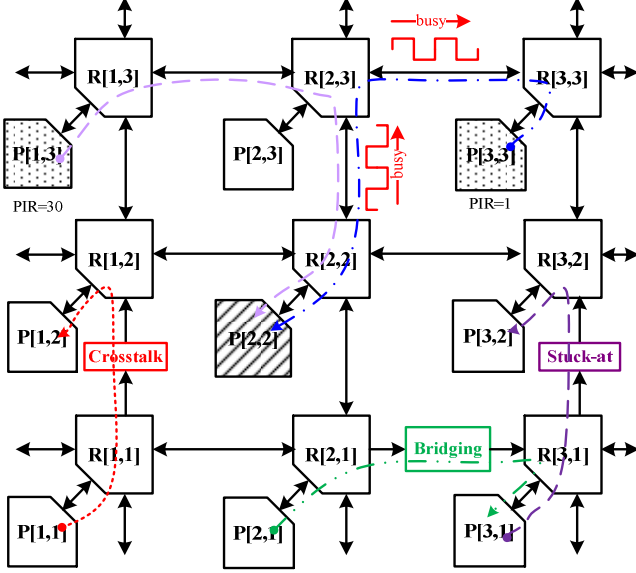 busy
R[1,3]
R[2,3]
R[3,3]
P[1,3]
P[2,3]
busy
P[3,3]
PIR=30
PIR=1
R[1,2]
R[2,2]
R[3,2]
P[1,2]
P[2,2]
P[3,2]
Crosstalk
Stuck-at
R[1,1]
R[2,1]
Bridging
R[3,1]
P[1,1]
P[2,1]
P[3,1]